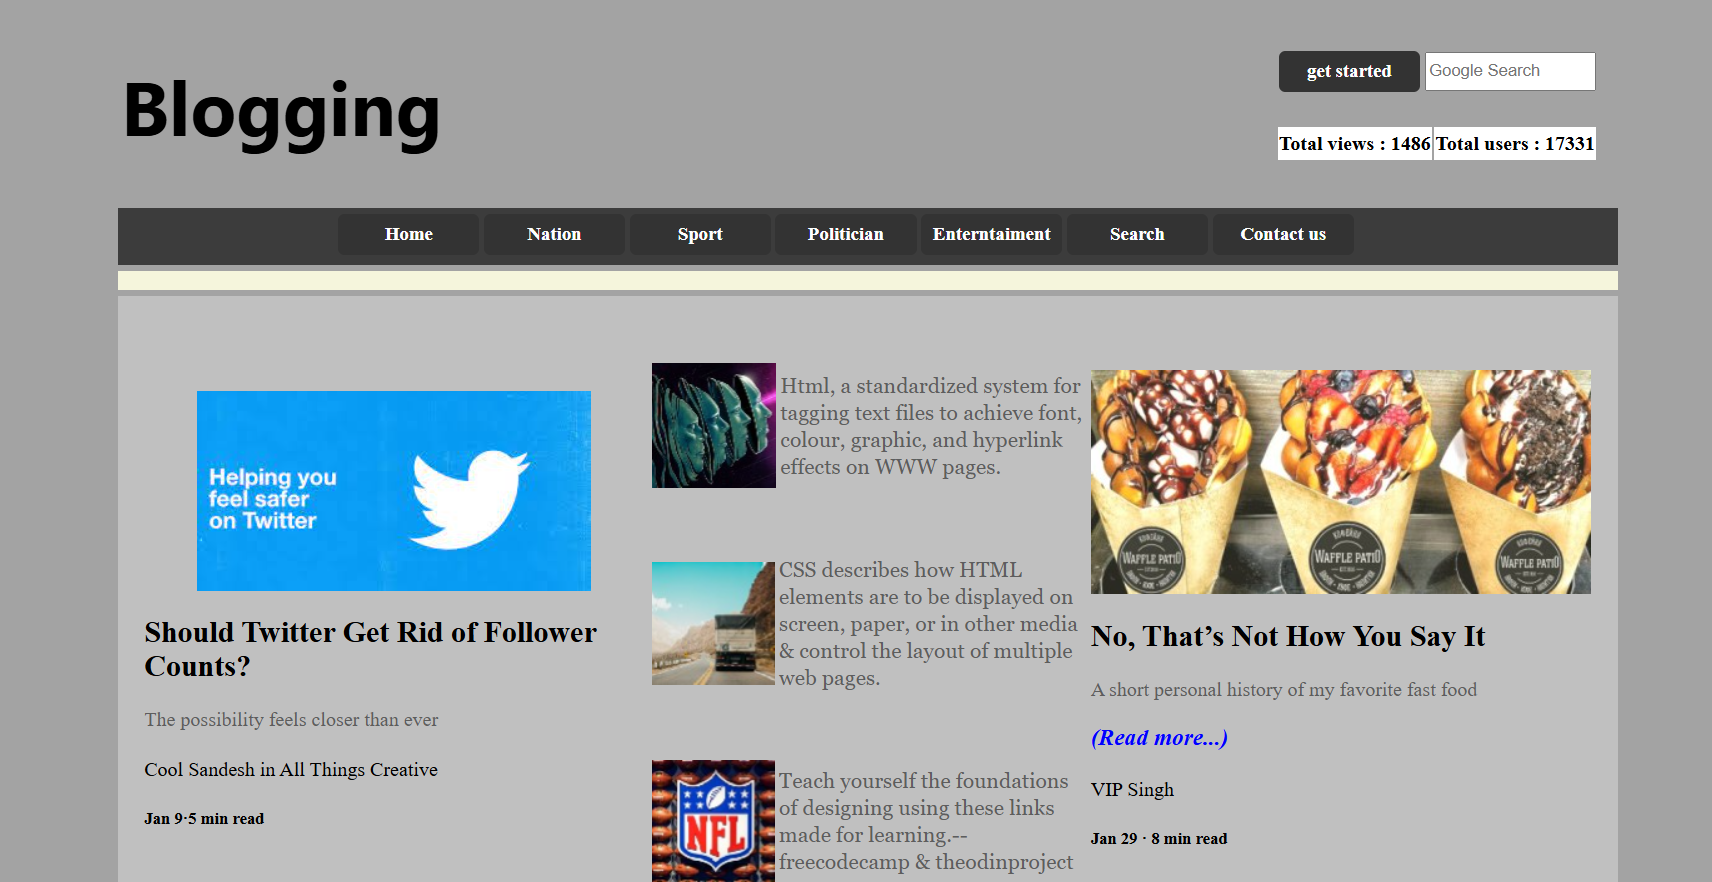 Blogging
get started
Google Search
Total views : 1486
Total users : 17331
Home
Nation
Sport
Politician
Enterntaiment
Search
Contact us
Helping you
feel safer
on Twitter
Should Twitter Get Rid of Follower
Counts?
The possibility feels closer than ever
Cool Sandesh in All Things Creative
Jan 9·5 min read
Html, a standardized system for
tagging text files to achieve font,
colour, graphic, and hyperlink
effects on WWW pages.
CSS describes how HTML
elements are to be displayed on
screen, paper, or in other media
& control the layout of multiple
web pages.
NFL
Teach yourself the foundations
of designing using these links
made for learning.--
freecodecamp & theodinproject
WAFFLE PATIO
WAFFLE PATIO
WAFFLE PATIO
No, That’s Not How You Say It
A short personal history of my favorite fast food
(Read more...)
VIP Singh
Jan 29 · 8 min read